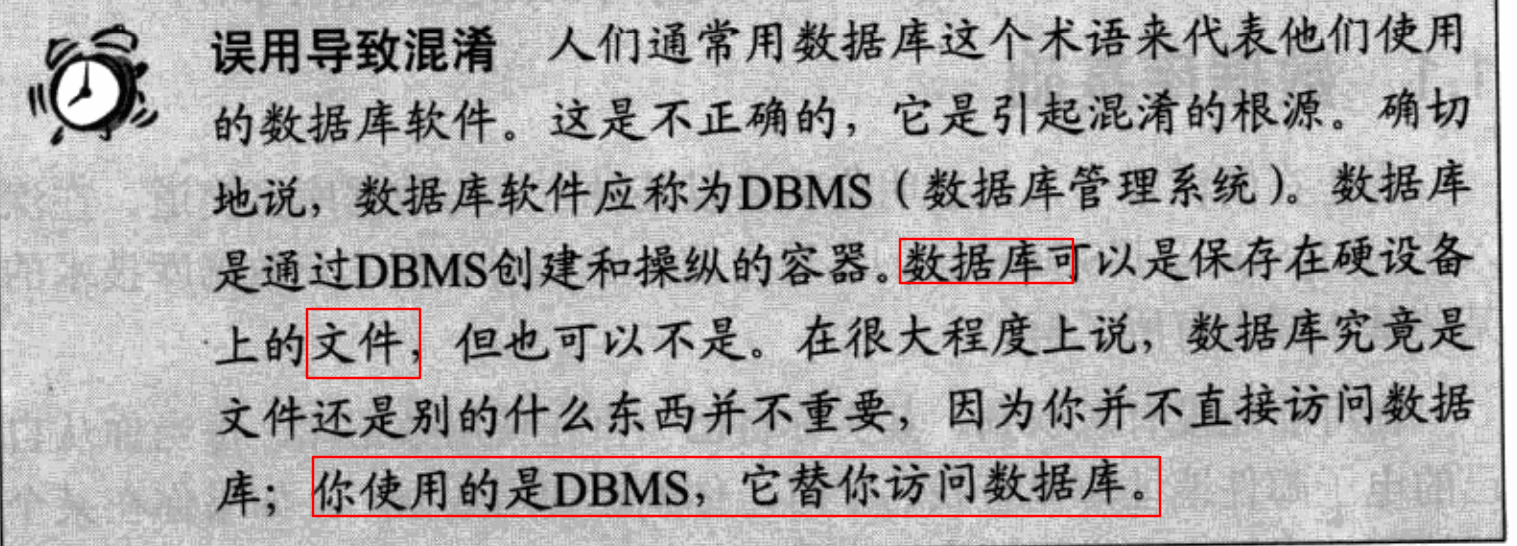 误用导致混淆 人们通常用数据库这个术语来代表他们使用
的数据库软件。这是不正确的，它是引起混淆的根源。确切
地说，数据库软件应称为DBMS（数据库管理系统）。数据库
是通过DBMS创建和操纵的容器。数据库可以是保存在硬设备
上的文件，但也可以不是。在很大程度上说，数据库究竟是
文件还是别的什么东西并不重要，因为你并不直接访问数据
库；你使用的是DBMS，它替你访问数据库。